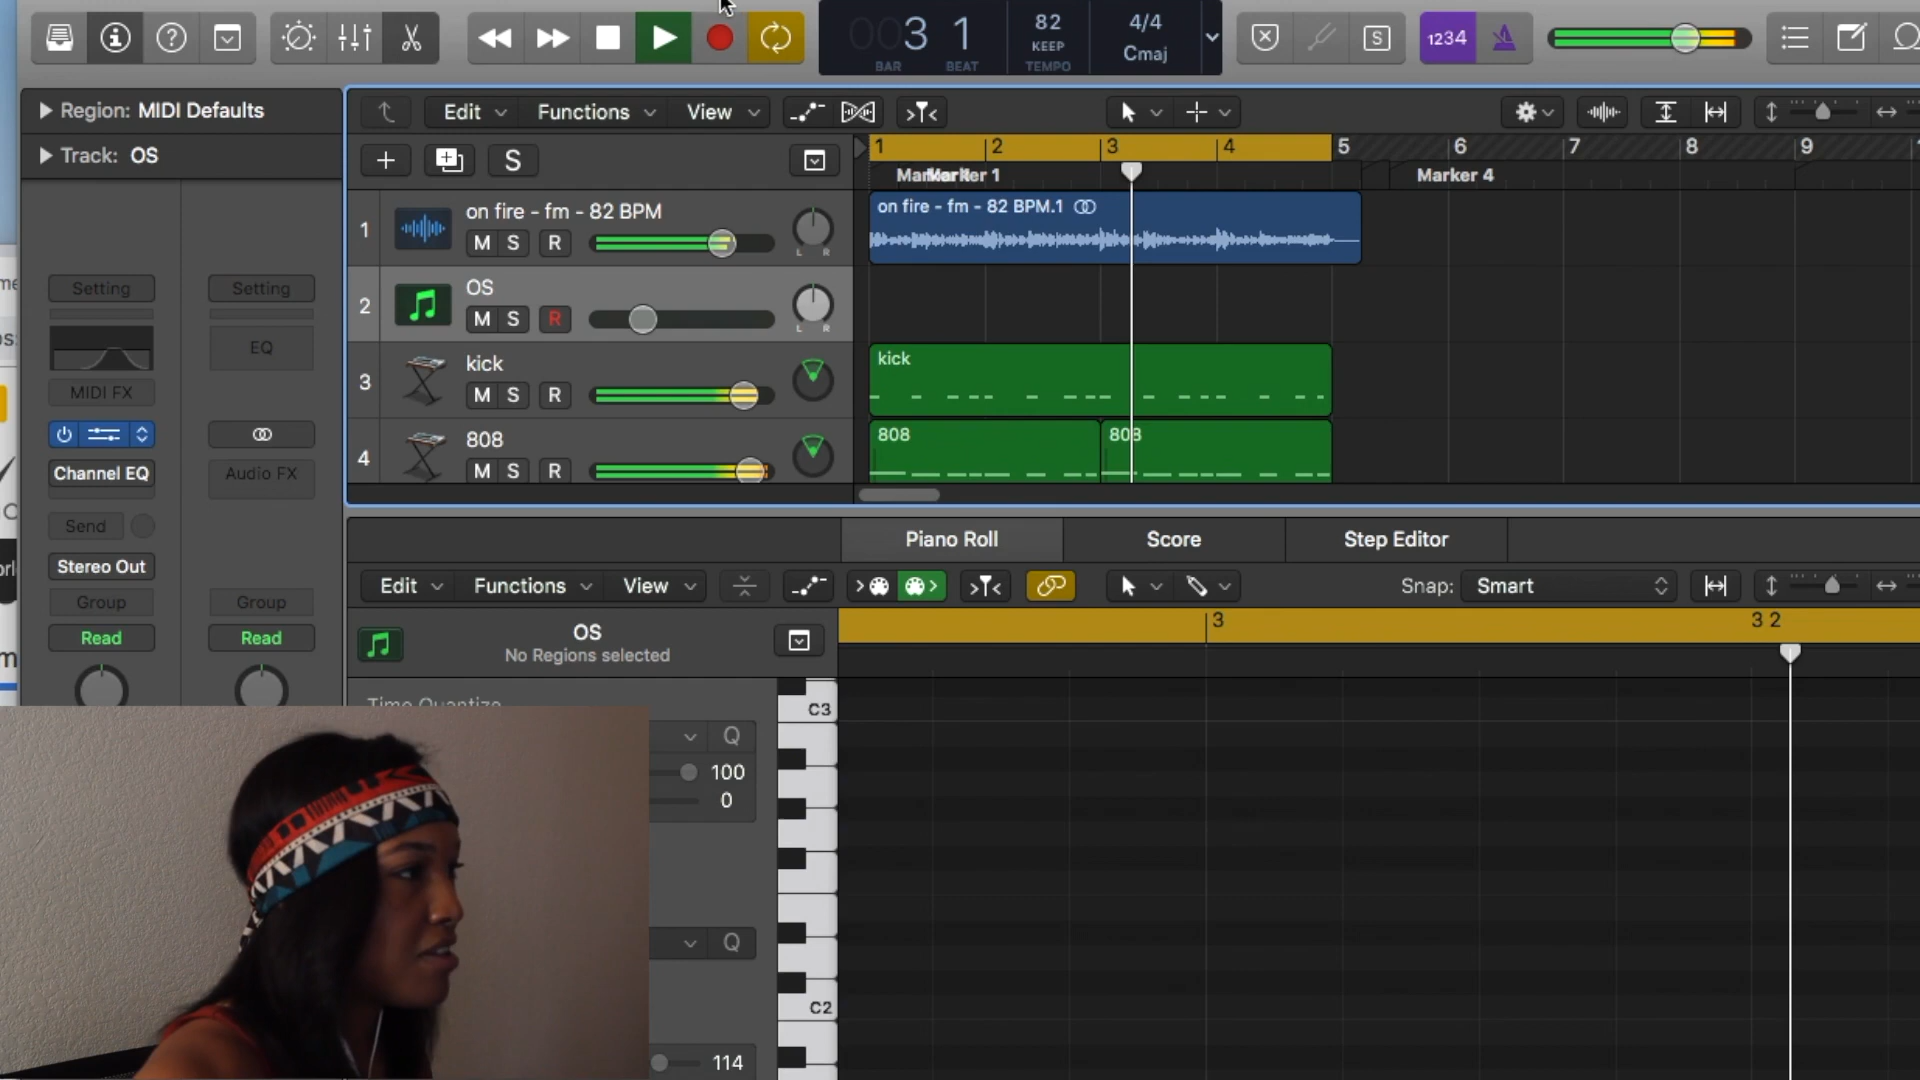 3 1
BAR BEAT
82
KEEP
TEMPO
4/4
Cmaj
S
1234
Region: MIDI Defaults
Track: OS
Edit Functions View
S
1 2 3 4 5 6 7 8 9
Marker 1
Marker 4
1 on fire - fm - 82 BPM
M S R
L R
on fire - fm - 82 BPM.1
2 OS
M S R
L R
3 kick
M S R
kick
4 808
M S R
808
808
Setting Setting
EQ
MIDI FX
Channel EQ
Audio FX
Send
Stereo Out
Group Group
Read Read
Piano Roll Score Step Editor
Edit Functions View
Snap: Smart
OS
No Regions selected
3 3 2
Time Quantize
Q
100
0
Q
114
C3
C2